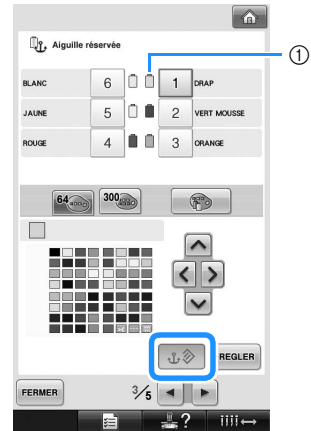 Aiguille réservée
①
BLANC 6 1 DRAP
JAUNE 5 2 VERT MOUSSE
ROUGE 4 3 ORANGE
64 300
REGLER
FERMER 3/5
?